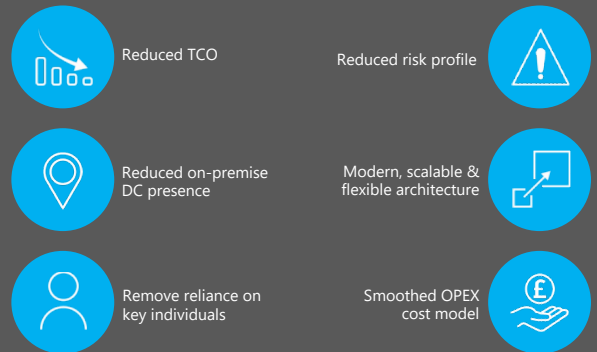 Reduced TCO
Reduced risk profile
Reduced on-premise
DC presence
Modern, scalable &
flexible architecture
Remove reliance on
key individuals
Smoothed OPEX
cost model
£